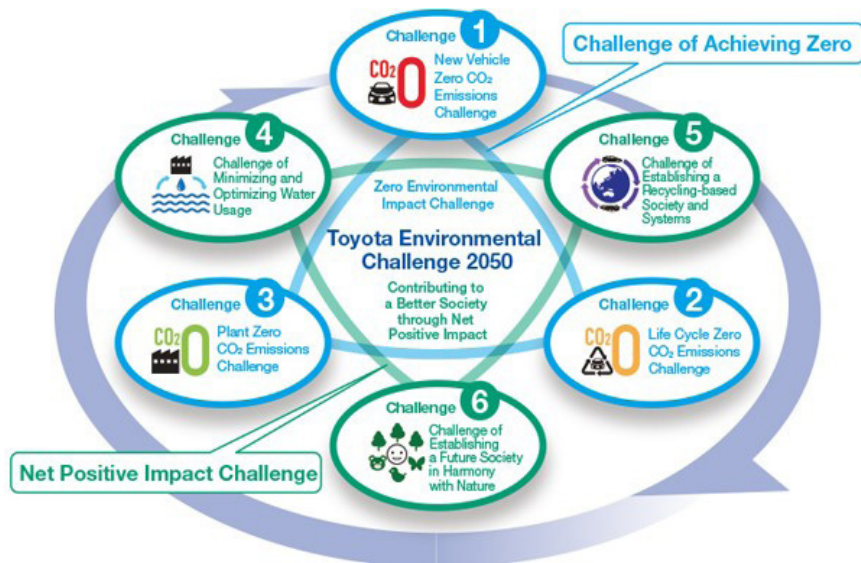 Challenge 1
CO₂ 0
New Vehicle
Zero CO₂
Emissions
Challenge
Challenge of Achieving Zero
Challenge 4
Challenge of
Minimizing and
Optimizing Water
Usage
Challenge 5
Challenge of
Establishing a
Recycling-based
Society and
Systems
Zero Environmental
Impact Challenge
Toyota Environmental
Challenge 2050
Contributing to
a Better Society
through Net
Positive Impact
Challenge 3
CO₂ 0
Plant Zero
CO₂ Emissions
Challenge
Challenge 2
CO₂ 0
Life Cycle Zero
CO₂ Emissions
Challenge
Challenge 6
Challenge of
Establishing
a Future Society
in Harmony
with Nature
Net Positive Impact Challenge